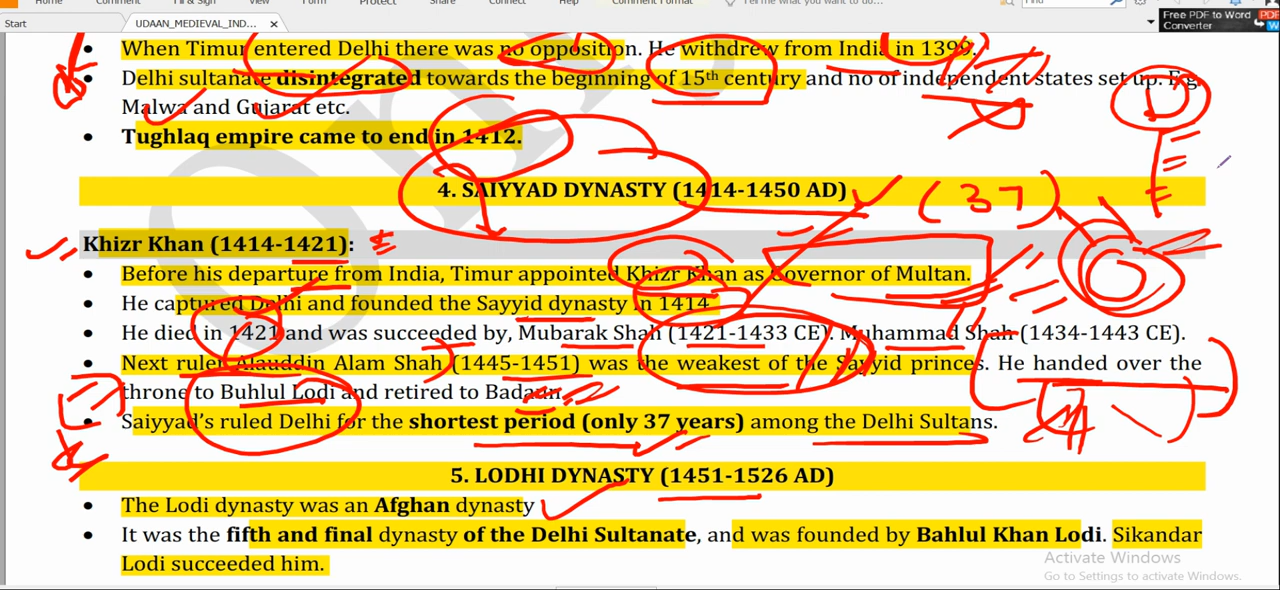 Home
Fill & Sign
View
Form
Protect
Share
Connect
Help
Comment Format
Tell me what you want to do...
Find
Start
UDAAN_MEDIEVAL_IND...
Free PDF to Word
Converter
When Timur entered Delhi there was no opposition. He withdrew from India in 1399.
Delhi sultanate disintegrated towards the beginning of 15th century and no of independent states set up. E.g.
Malwa and Gujarat etc.
Tughlaq empire came to end in 1412.
4. SAIYYAD DYNASTY (1414-1450 AD)
(37)
Khizr Khan (1414-1421):
Before his departure from India, Timur appointed Khizr Khan as Governor of Multan.
He captured Delhi and founded the Sayyid dynasty in 1414.
He died in 1421 and was succeeded by, Mubarak Shah (1421-1433 CE). Muhammad Shah (1434-1443 CE).
Next ruler Alauddin Alam Shah (1445-1451) was the weakest of the Sayyid princes. He handed over the
throne to Buhlul Lodi and retired to Badaun.
Saiyyad's ruled Delhi for the shortest period (only 37 years) among the Delhi Sultans.
5. LODHI DYNASTY (1451-1526 AD)
The Lodi dynasty was an Afghan dynasty
It was the fifth and final dynasty of the Delhi Sultanate, and was founded by Bahlul Khan Lodi. Sikandar
Lodi succeeded him.
Activate Windows
Go to Settings to activate Windows.